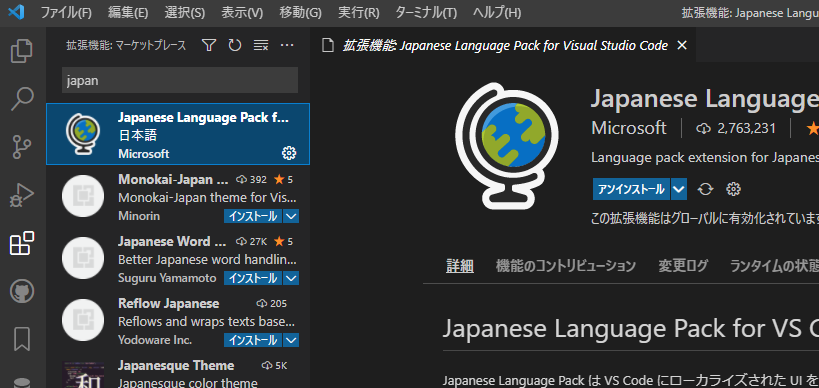 ファイル(F) 編集(E) 選択(S) 表示(V) 移動(G) 実行(R) ターミナル(T) ヘルプ(H) 拡張機能: Japanese Langu
拡張機能: マーケットプレース
拡張機能: Japanese Language Pack for Visual Studio Code
japan
Japanese Language Pack f...
日本語
Microsoft
Monokai-Japan ... 392 5
Monokai-Japan theme for Vis...
Minorin インストール
Japanese Word ... 27K 5
Better Japanese word handlin...
Suguru Yamamoto インストール
Reflow Japanese 205
Reflows and wraps texts base...
Yodoware Inc. インストール
Japanesque Theme 5K
Japanesque color theme
和
Japanese Language
Microsoft 2,763,231
Language pack extension for Japanes
アンインストール
この拡張機能はグローバルに有効化されています
詳細 機能のコントリビューション 変更ログ ランタイムの状態
Japanese Language Pack for VS C
Japanese Language Pack は VS Code にローカライズされた UI を